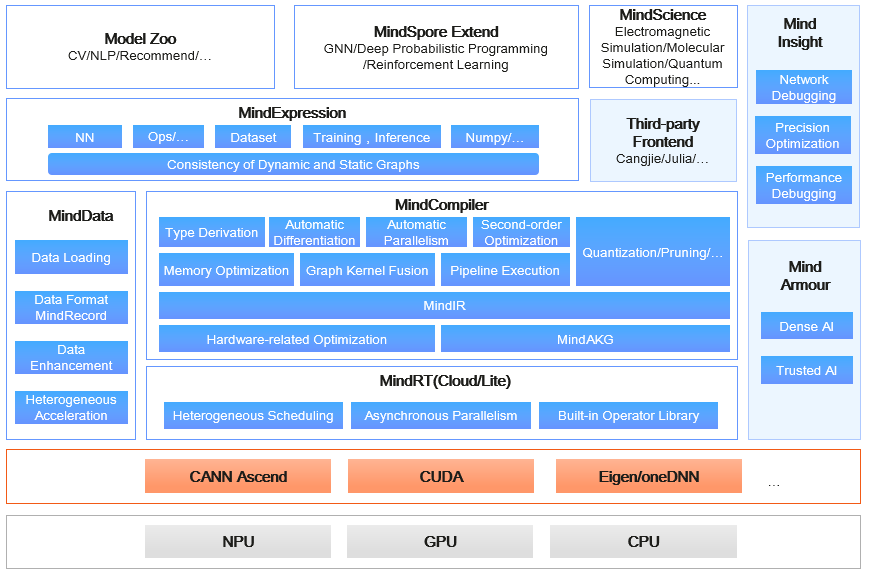 Model Zoo
CV/NLP/Recommend/…
MindSpore Extend
GNN/Deep Probabilistic Programming
/Reinforcement Learning
MindScience
Electromagnetic
Simulation/Molecular
Simulation/Quantum
Computing...
Mind
Insight
Network
Debugging
Precision
Optimization
Performance
Debugging
MindExpression
NN
Ops/…
Dataset
Training , Inference
Numpy/…
Consistency of Dynamic and Static Graphs
Third-party
Frontend
Cangjie/Julia/…
MindData
Data Loading
Data Format
MindRecord
Data
Enhancement
Heterogeneous
Acceleration
MindCompiler
Type Derivation
Automatic
Differentiation
Automatic
Parallelism
Second-order
Optimization
Quantization/Pruning/…
Memory Optimization
Graph Kernel Fusion
Pipeline Execution
MindIR
Hardware-related Optimization
MindAKG
Mind
Armour
Dense AI
Trusted AI
MindRT(Cloud/Lite)
Heterogeneous Scheduling
Asynchronous Parallelism
Built-in Operator Library
CANN Ascend
CUDA
Eigen/oneDNN
…
NPU
GPU
CPU